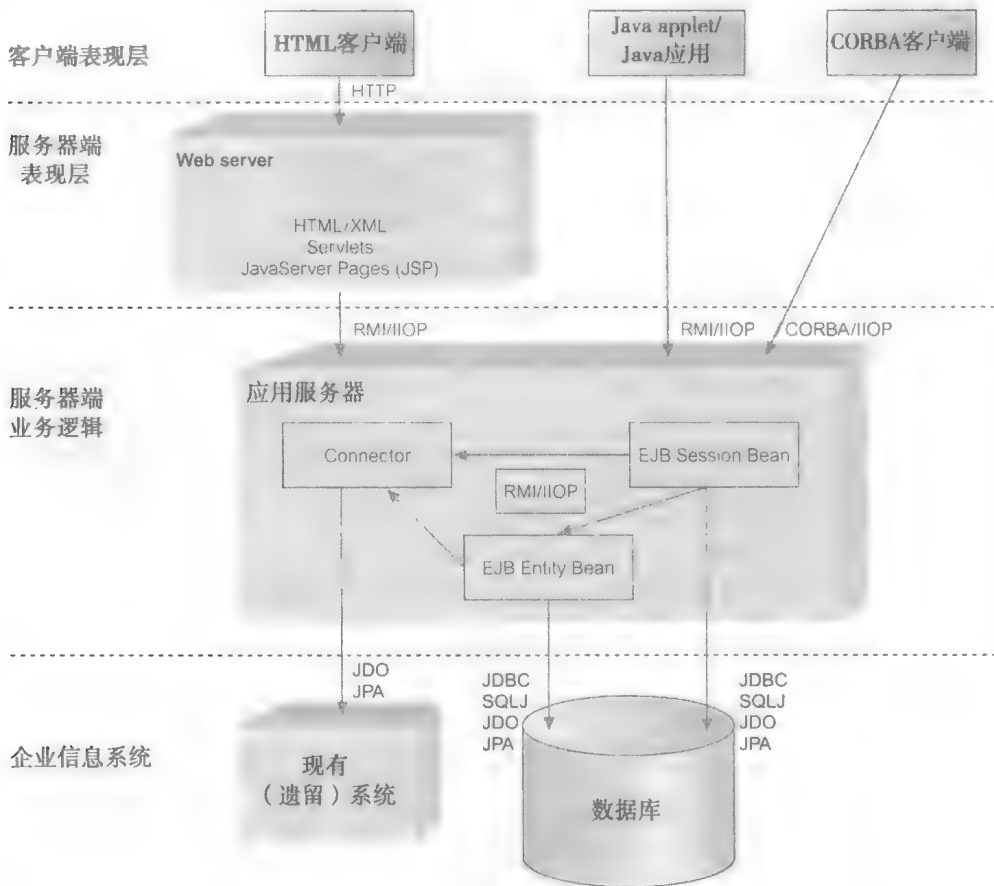 客户端表现层
HTML客户端
Java applet/
Java应用
CORBA客户端
HTTP
服务器端
表现层
Web server
HTML/XML
Servlets
JavaServer Pages (JSP)
RMI/IIOP
RMI/IIOP
CORBA/IIOP
服务器端
业务逻辑
应用服务器
Connector
EJB Session Bean
RMI/IIOP
EJB Entity Bean
JDO
JPA
JDBC
SQLJ
JDO
JPA
JDBC
SQLJ
JDO
JPA
企业信息系统
现有
（遗留）系统
数据库